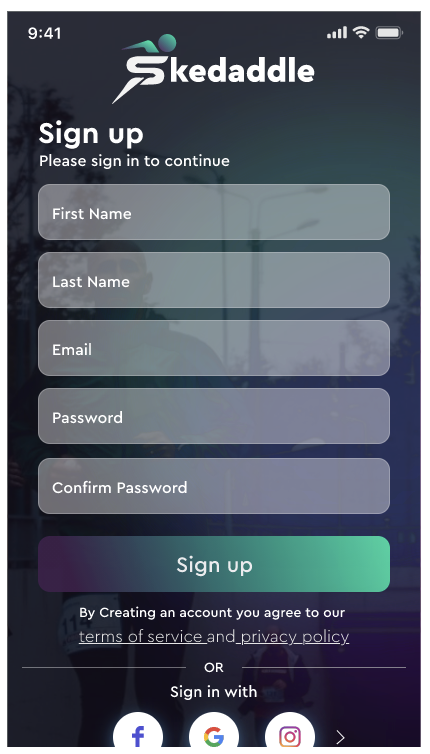 9:41
Skedaddle
Sign up
Please sign in to continue
First Name
Last Name
Email
Password
Confirm Password
Sign up
By Creating an account you agree to our
terms of service and privacy policy
OR
Sign in with
f G